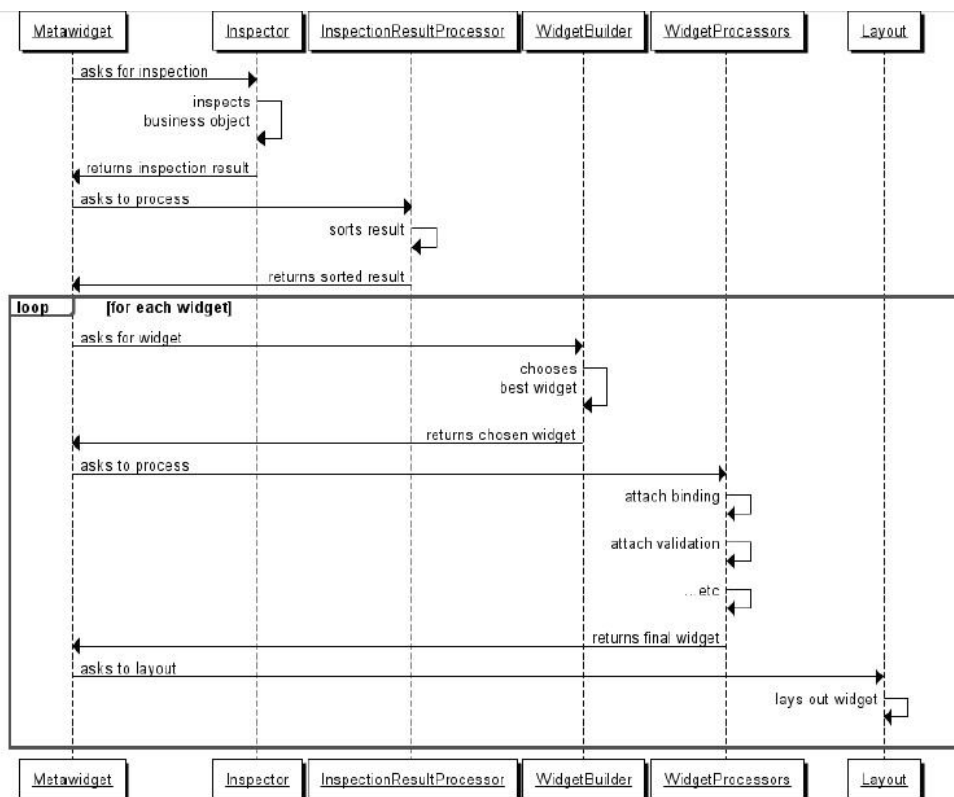 Metawidget Inspector InspectionResultProcessor WidgetBuilder WidgetProcessors Layout
asks for inspection
inspects
business object
returns inspection result
asks to process
sorts result
returns sorted result
loop [for each widget]
asks for widget
chooses
best widget
returns chosen widget
asks to process
attach binding
attach validation
...etc
returns final widget
asks to layout
lays out widget
Metawidget Inspector InspectionResultProcessor WidgetBuilder WidgetProcessors Layout